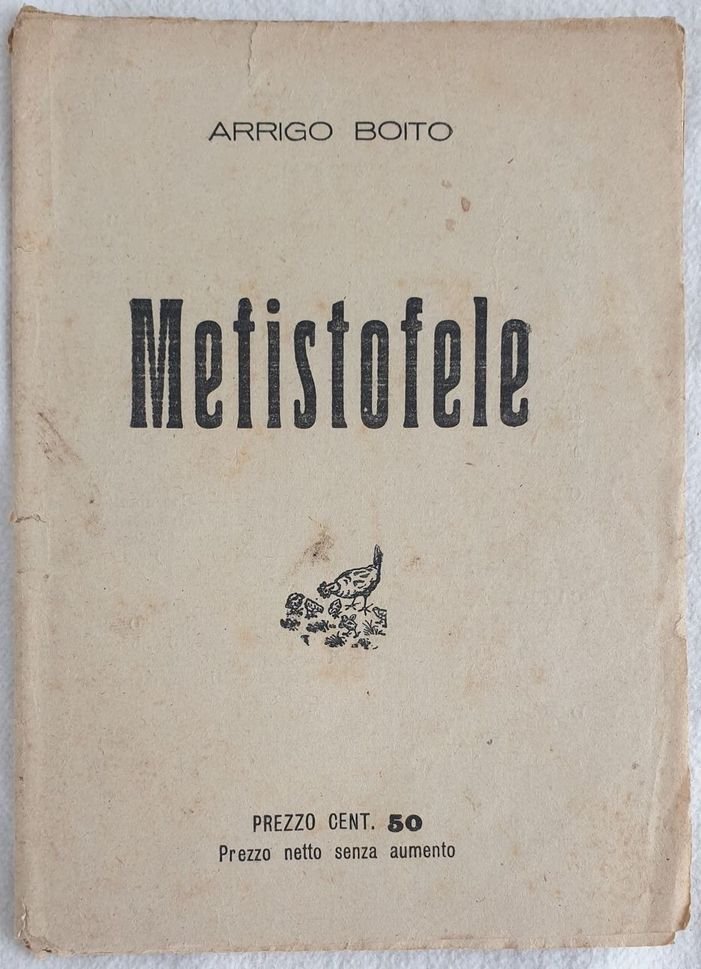 ARRIGO BOITO
Mefistofele
PREZZO CENT. 50
Prezzo netto senza aumento